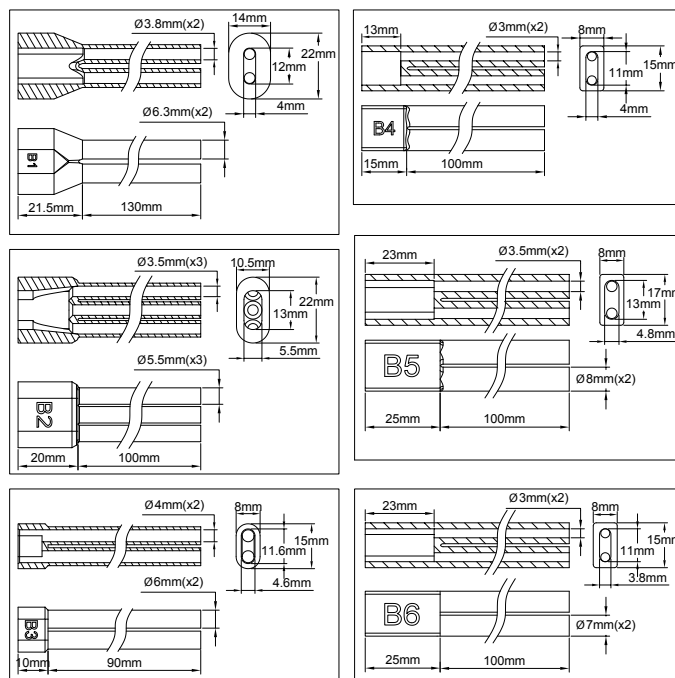 Ø3.8mm(x2)
14mm
22mm
12mm
4mm
Ø6.3mm(x2)
B1
21.5mm
130mm
Ø3mm(x2)
8mm
13mm
15mm
11mm
4mm
B4
15mm
100mm
Ø3.5mm(x3)
10.5mm
22mm
13mm
5.5mm
Ø5.5mm(x3)
B2
20mm
100mm
23mm
Ø3.5mm(x2)
8mm
17mm
13mm
4.8mm
B5
Ø8mm(x2)
25mm
100mm
Ø4mm(x2)
8mm
15mm
11.6mm
4.6mm
Ø6mm(x2)
B3
10mm
90mm
23mm
Ø3mm(x2)
8mm
15mm
11mm
3.8mm
B6
Ø7mm(x2)
25mm
100mm